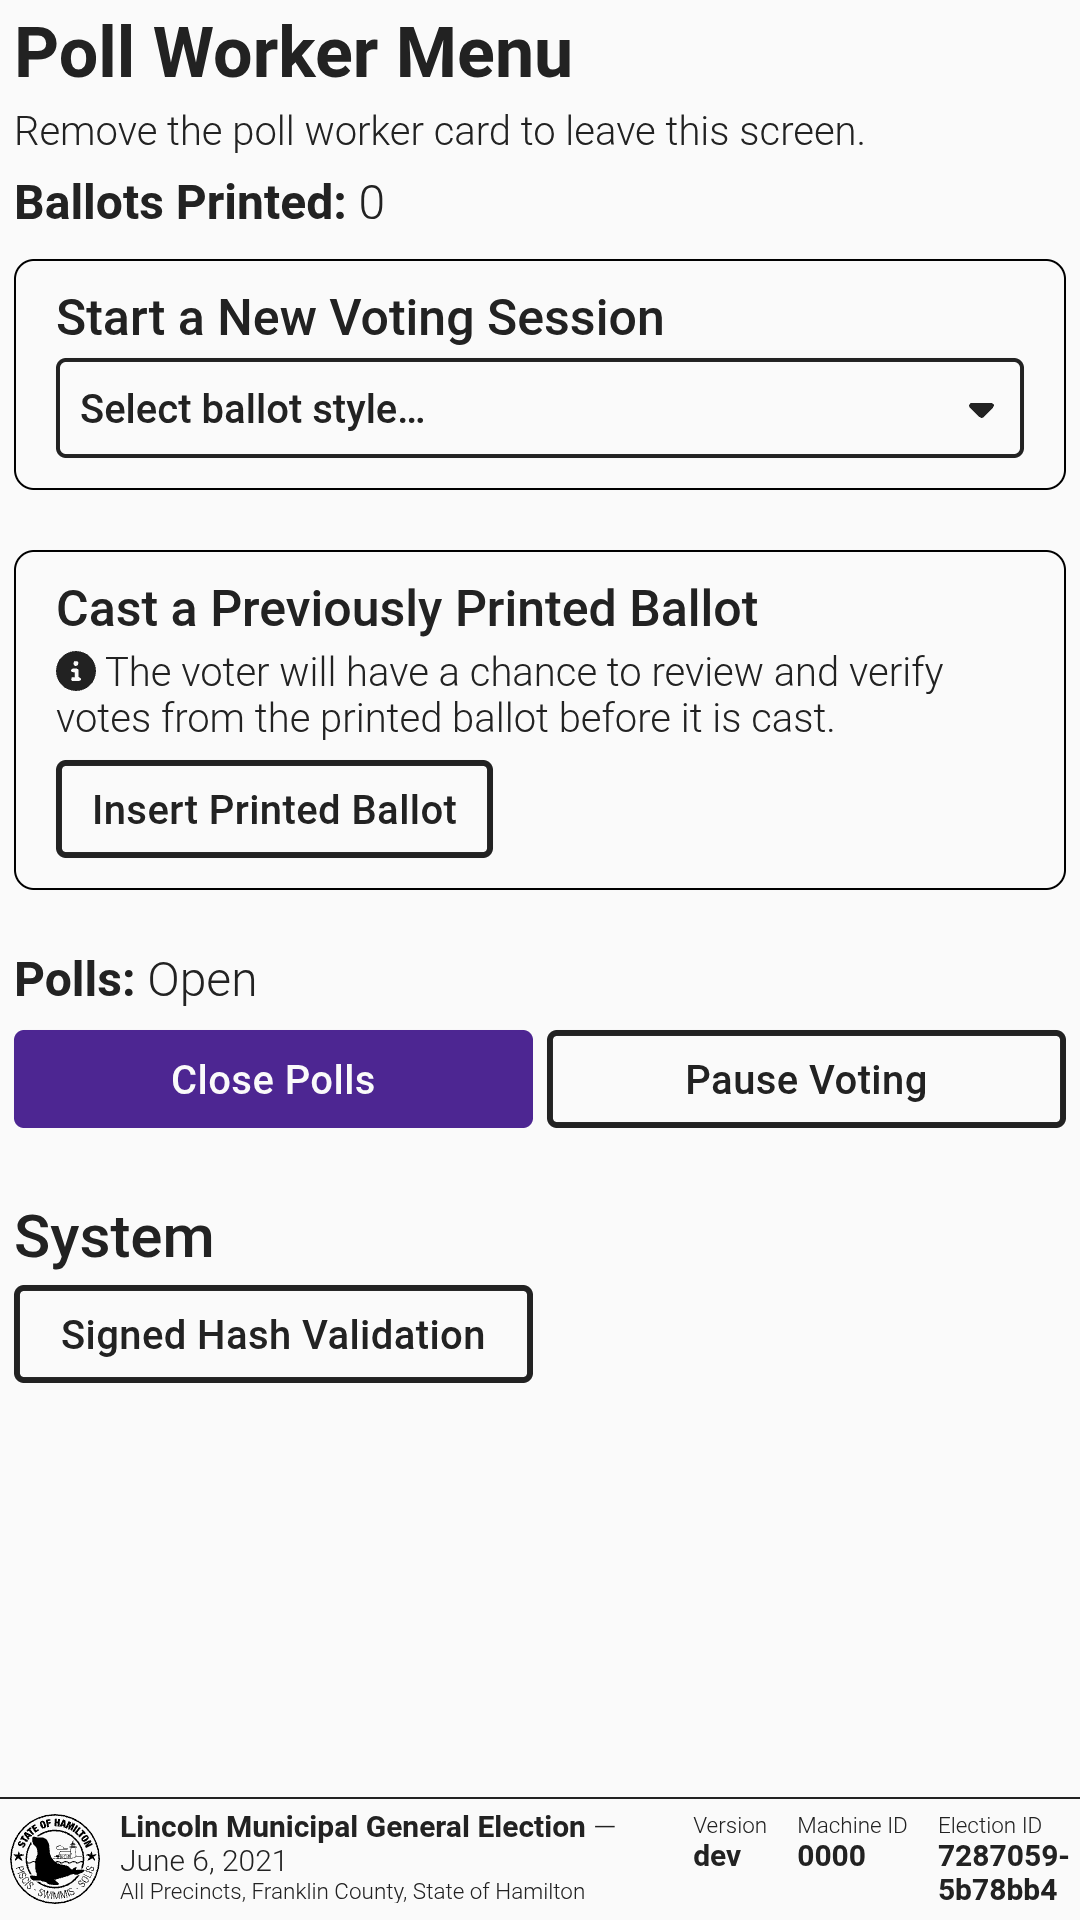 Poll Worker Menu
Remove the poll worker card to leave this screen.
Ballots Printed: 0
Start a New Voting Session
Select ballot style…
Cast a Previously Printed Ballot
The voter will have a chance to review and verify
votes from the printed ballot before it is cast.
Insert Printed Ballot
Polls: Open
Close Polls
Pause Voting
System
Signed Hash Validation
STATE OF HAMILTON
PISCIS - SWIMMIS - SOLIS
Lincoln Municipal General Election —
June 6, 2021
All Precincts, Franklin County, State of Hamilton
Version
dev
Machine ID
0000
Election ID
7287059-
5b78bb4